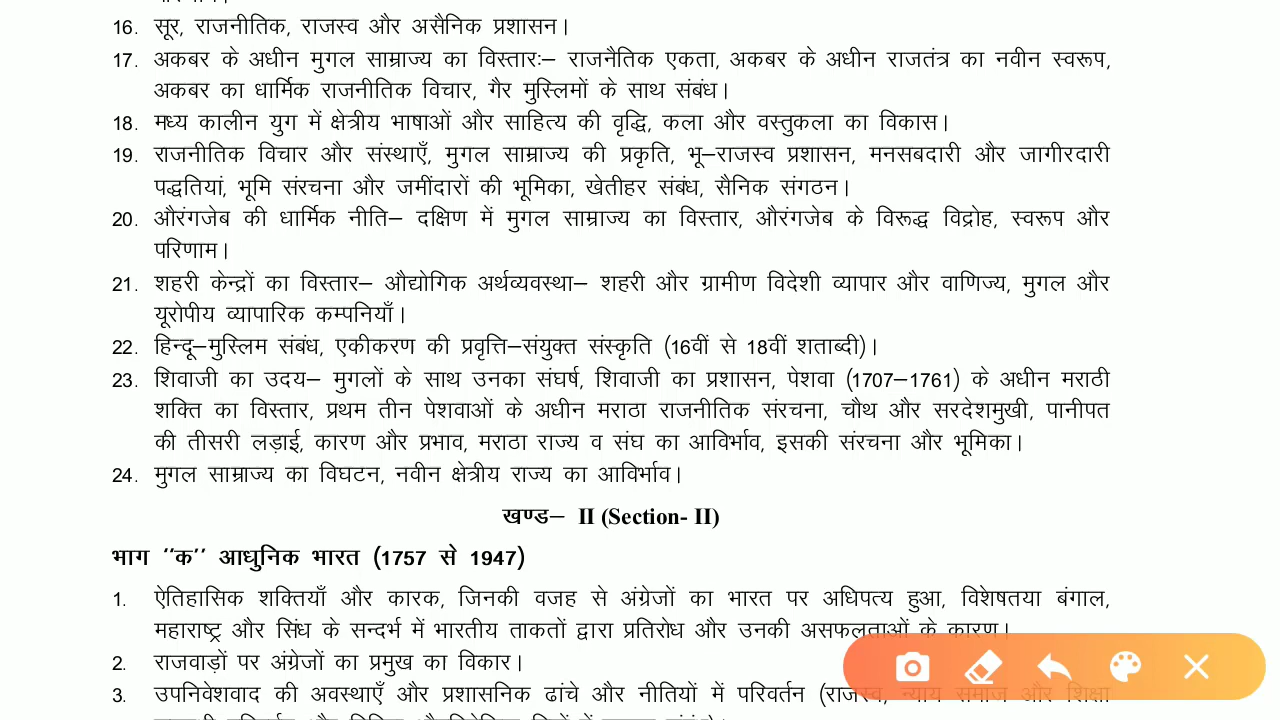 16. सूर, राजनीतिक, राजस्व और असैनिक प्रशासन।
17. अकबर के अधीन मुगल साम्राज्य का विस्तारः– राजनैतिक एकता, अकबर के अधीन राजतंत्र का नवीन स्वरूप,
अकबर का धार्मिक राजनीतिक विचार, गैर मुस्लिमों के साथ संबंध।
18. मध्य कालीन युग में क्षेत्रीय भाषाओं और साहित्य की वृद्धि, कला और वस्तुकला का विकास।
19. राजनीतिक विचार और संस्थाएँ, मुगल साम्राज्य की प्रकृति, भू–राजस्व प्रशासन, मनसबदारी और जागीरदारी
पद्धतियां, भूमि संरचना और जमींदारों की भूमिका, खेतीहर संबंध, सैनिक संगठन।
20. औरंगजेब की धार्मिक नीति– दक्षिण में मुगल साम्राज्य का विस्तार, औरंगजेब के विरूद्ध विद्रोह, स्वरूप और
परिणाम।
21. शहरी केन्द्रों का विस्तार– औद्योगिक अर्थव्यवस्था– शहरी और ग्रामीण विदेशी व्यापार और वाणिज्य, मुगल और
यूरोपीय व्यापारिक कम्पनियाँ।
22. हिन्दू–मुस्लिम संबंध, एकीकरण की प्रवृत्ति–संयुक्त संस्कृति (16वीं से 18वीं शताब्दी)।
23. शिवाजी का उदय– मुगलों के साथ उनका संघर्ष, शिवाजी का प्रशासन, पेशवा (1707–1761) के अधीन मराठी
शक्ति का विस्तार, प्रथम तीन पेशवाओं के अधीन मराठा राजनीतिक संरचना, चौथ और सरदेशमुखी, पानीपत
की तीसरी लड़ाई, कारण और प्रभाव, मराठा राज्य व संघ का आविर्भाव, इसकी संरचना और भूमिका।
24. मुगल साम्राज्य का विघटन, नवीन क्षेत्रीय राज्य का आविर्भाव।
खण्ड– II (Section- II)
भाग ‘‘क’’ आधुनिक भारत (1757 से 1947)
1. ऐतिहासिक शक्तियाँ और कारक, जिनकी वजह से अंग्रेजों का भारत पर अधिपत्य हुआ, विशेषतया बंगाल,
महाराष्ट्र और सिंध के सन्दर्भ में भारतीय ताकतों द्वारा प्रतिरोध और उनकी असफलताओं के कारण।
2. राजवाड़ों पर अंग्रेजों का प्रमुख का विकार।
3. उपनिवेशवाद की अवस्थाएँ और प्रशासनिक ढांचे और नीतियों में परिवर्तन (राजस्व, न्याय समाज और शिक्षा